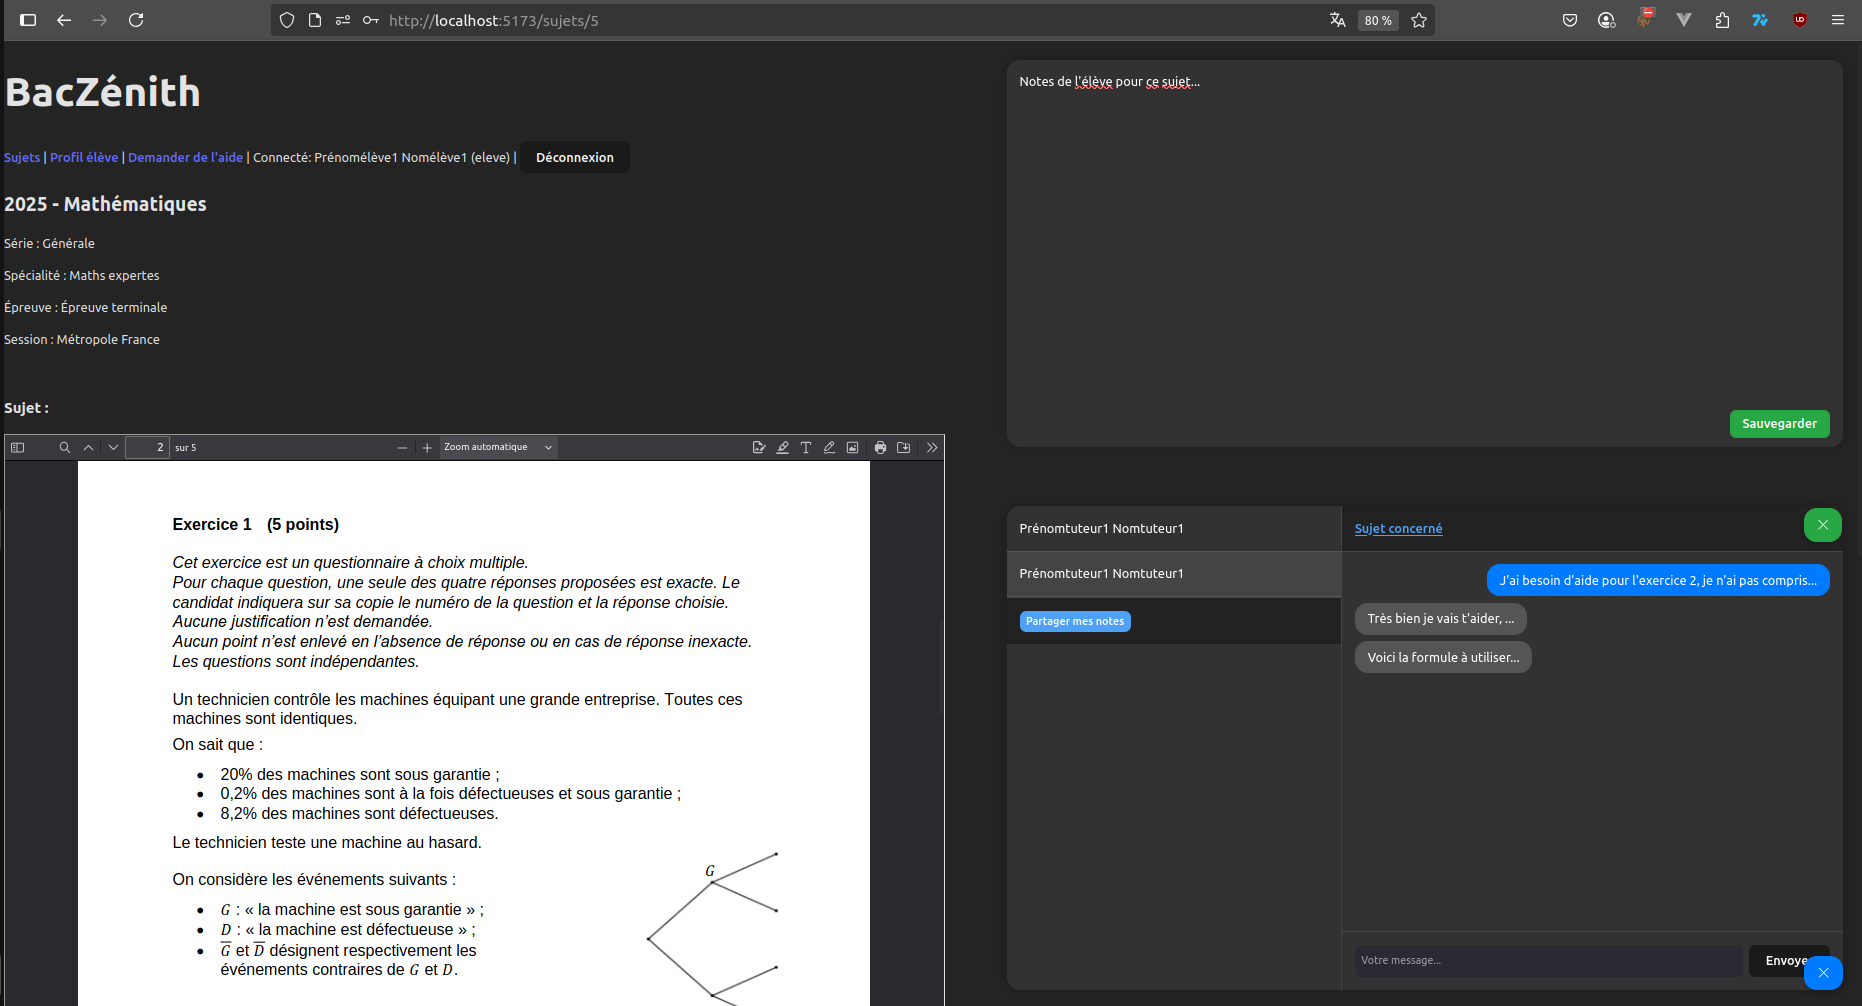 http://localhost:5173/sujets/5
80 %
BacZénith
Sujets | Profil élève | Demander de l'aide | Connecté: Prénomélève1 Nomélève1 (eleve) | Déconnexion
2025 - Mathématiques
Série : Générale
Spécialité : Maths expertes
Épreuve : Épreuve terminale
Session : Métropole France
Sujet :
2 sur 5
Zoom automatique
Exercice 1 (5 points)
Cet exercice est un questionnaire à choix multiple.
Pour chaque question, une seule des quatre réponses proposées est exacte. Le
candidat indiquera sur sa copie le numéro de la question et la réponse choisie.
Aucune justification n’est demandée.
Aucun point n’est enlevé en l’absence de réponse ou en cas de réponse inexacte.
Les questions sont indépendantes.
Un technicien contrôle les machines équipant une grande entreprise. Toutes ces
machines sont identiques.
On sait que :
• 20% des machines sont sous garantie ;
• 0,2% des machines sont à la fois défectueuses et sous garantie ;
• 8,2% des machines sont défectueuses.
Le technicien teste une machine au hasard.
On considère les événements suivants :
• G : « la machine est sous garantie » ;
• D : « la machine est défectueuse » ;
• G̅ et D̅ désignent respectivement les
événements contraires de G et D.
G
Notes de l'élève pour ce sujet...
Sauvegarder
Prénomtuteur1 Nomtuteur1
Prénomtuteur1 Nomtuteur1
Partager mes notes
Sujet concerné
J'ai besoin d'aide pour l'exercice 2, je n'ai pas compris...
Très bien je vais t'aider, ...
Voici la formule à utiliser...
Votre message...
Envoye